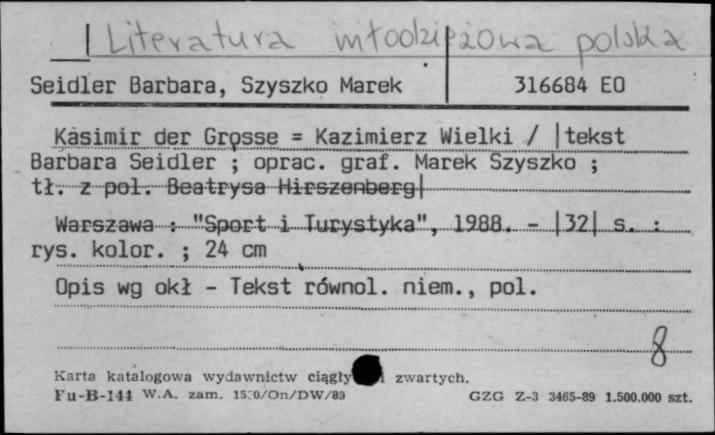 Literatura młodzieżowa polska
Seidler Barbara, Szyszko Marek 316684 EO
Kasimir der Grosse = Kazimierz Wielki / |tekst
Barbara Seidler ; oprac. graf. Marek Szyszko ;
tł. z pol. Beatrysa Hirszenberg|
Warszawa : "Sport i Turystyka", 1988. - |32| s. :
rys. kolor. ; 24 cm
Opis wg okł - Tekst równol. niem., pol.
8
Karta katalogowa wydawnictw ciągły i zwartych.
Fu-B-144 W.A. zam. 1500/On/DW/89 GZG Z-3 3465-89 1.500.000 szt.